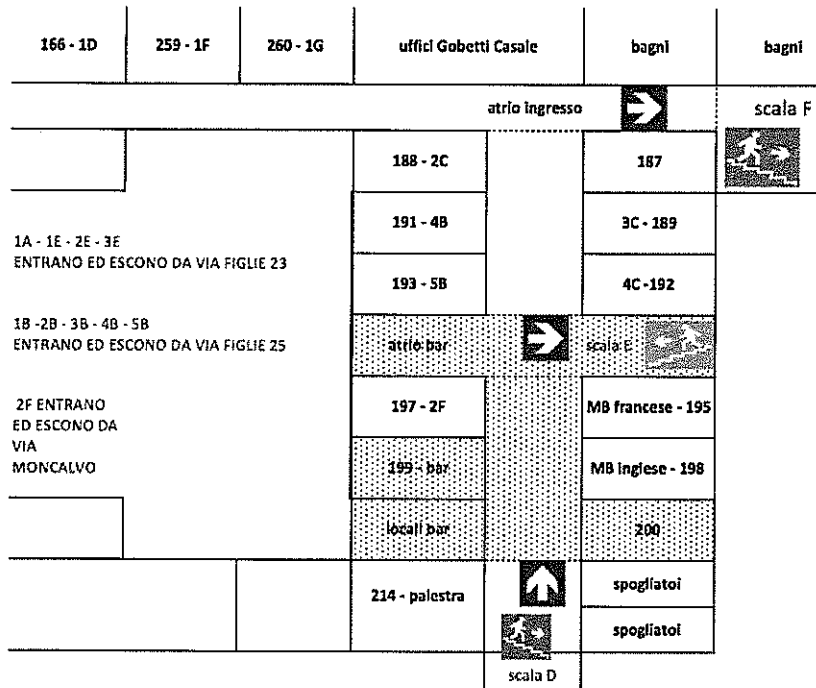 166 - 1D 259 - 1F 260 - 1G uffici Gobetti Casale bagni bagni
atrio ingresso scala F
188 - 2C 187
191 - 4B 3C - 189
193 - 5B 4C -192
1A - 1E - 2E - 3E
ENTRANO ED ESCONO DA VIA FIGLIE 23
1B -2B - 3B - 4B - 5B
ENTRANO ED ESCONO DA VIA FIGLIE 25
atrio bar scala E
197 - 2F MB francese - 195
2F ENTRANO
ED ESCONO DA
VIA
MONCALVO
199 - bar MB inglese - 198
locali bar 200
214 - palestra spogliatoi
spogliatoi
scala D